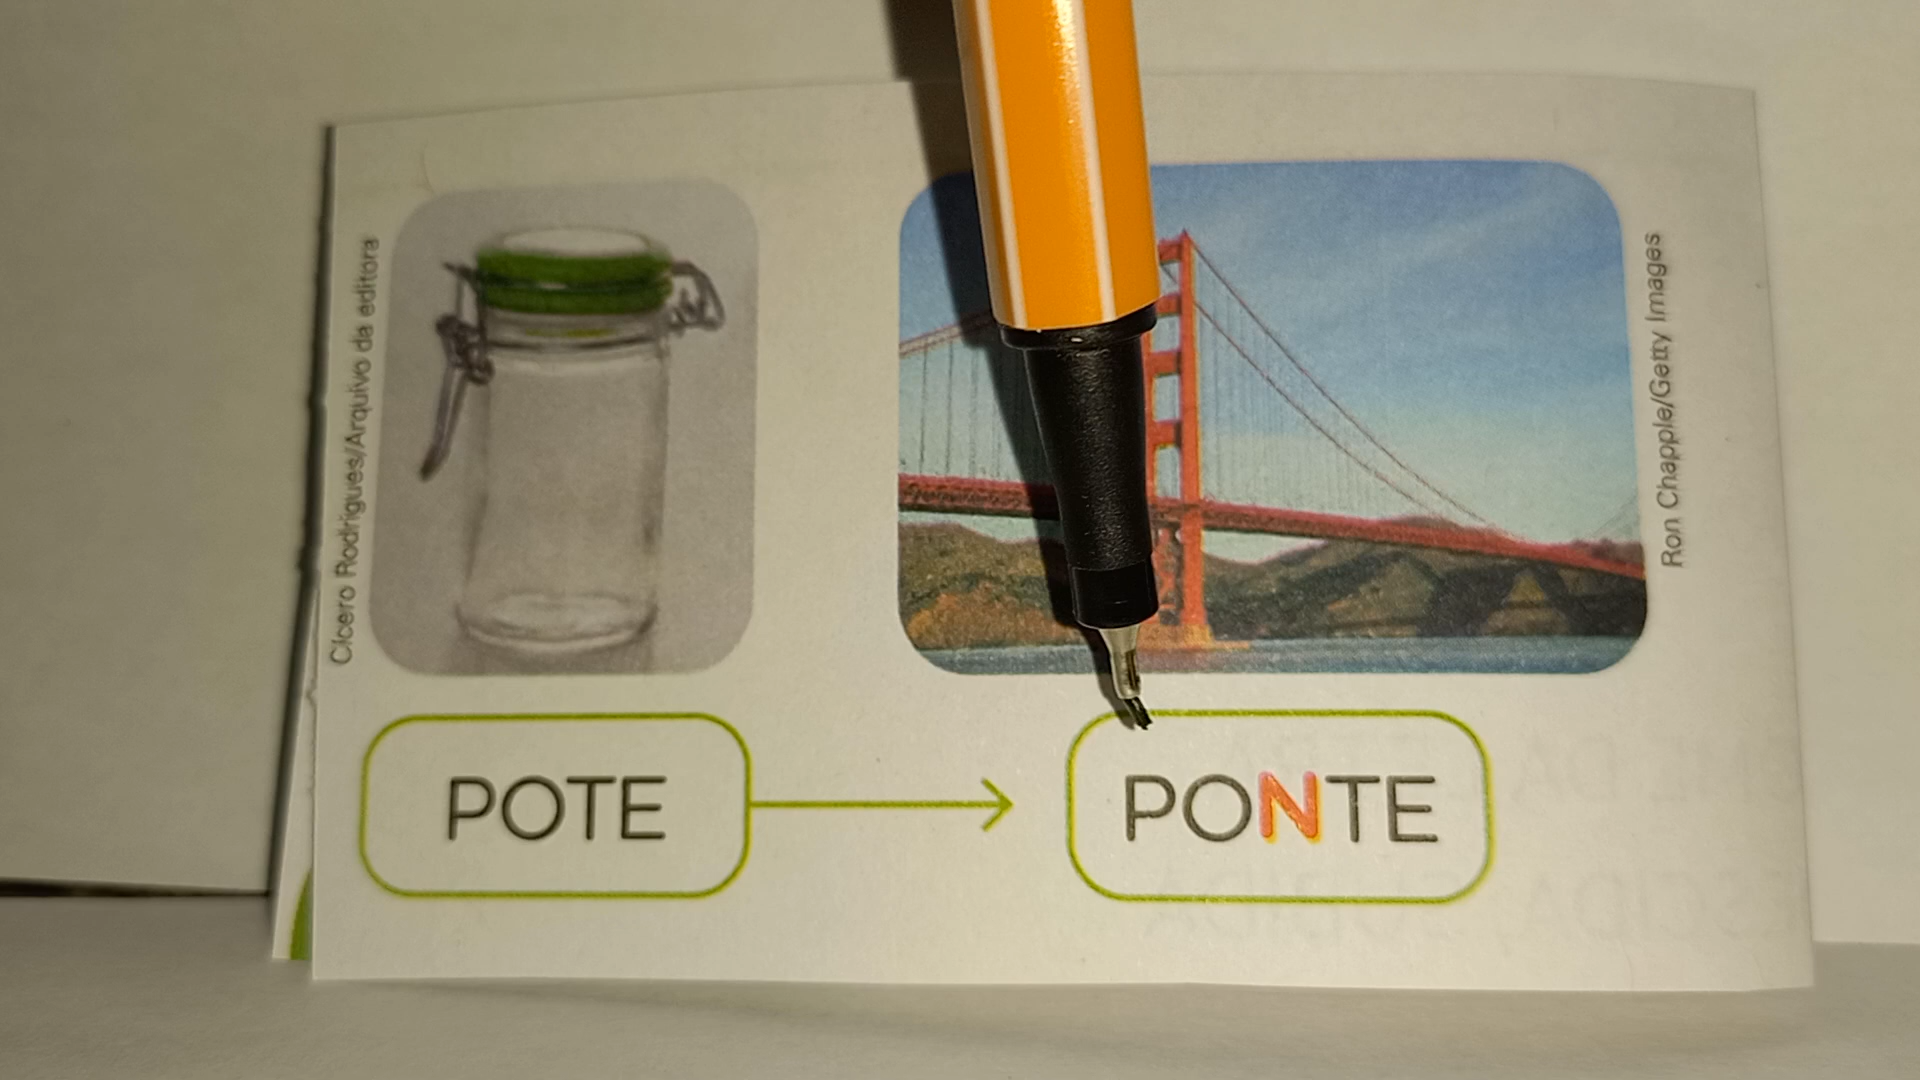 Cícero Rodrigues/Arquivo da editora
Ron Chapple/Getty Images
POTE
PONTE